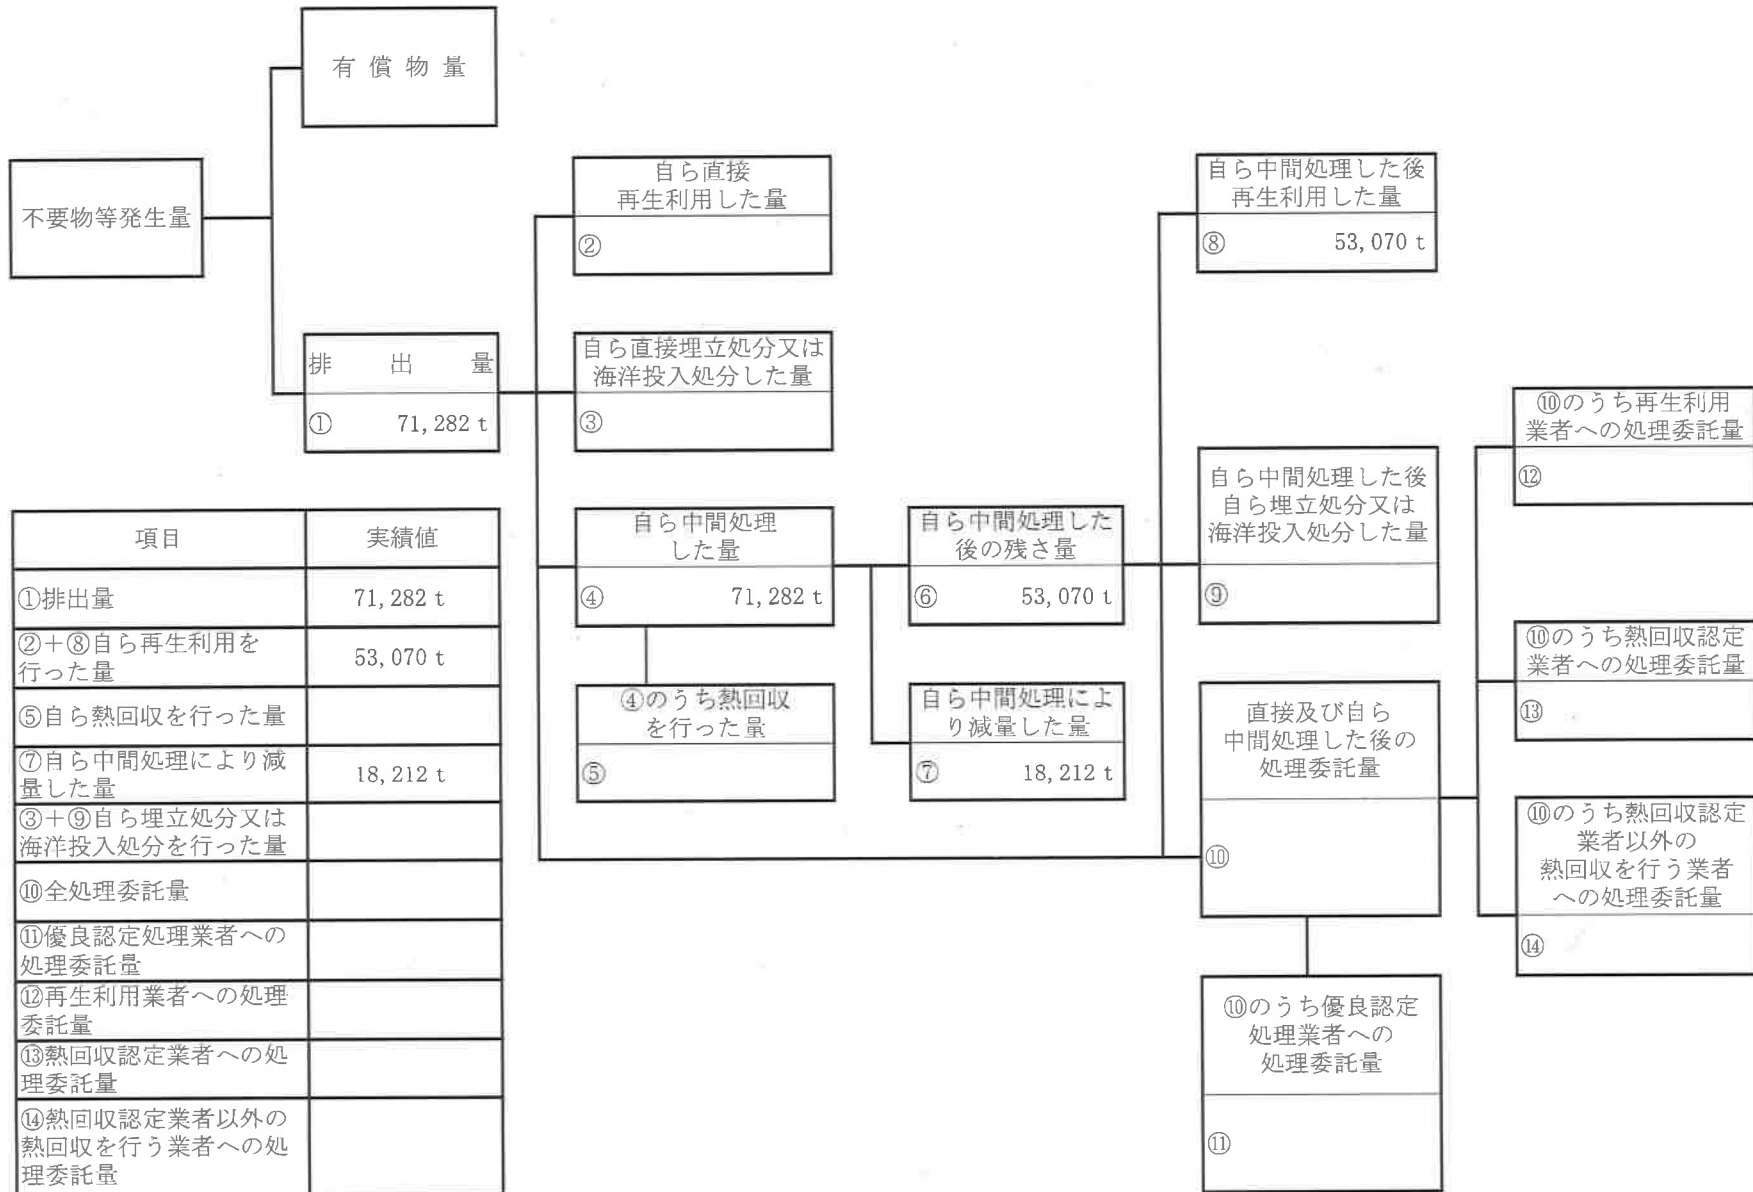 有償物量
不要物等発生量
排出量
① 71,282 t
自ら直接
再生利用した量
②
自ら直接埋立処分又は
海洋投入処分した量
③
自ら中間処理
した量
④ 71,282 t
④のうち熱回収
を行った量
⑤
自ら中間処理した
後の残さ量
⑥ 53,070 t
自ら中間処理によ
り減量した量
⑦ 18,212 t
自ら中間処理した後
再生利用した量
⑧ 53,070 t
自ら中間処理した後
自ら埋立処分又は
海洋投入処分した量
⑨
直接及び自ら
中間処理した後の
処理委託量
⑩
⑩のうち優良認定
処理業者への
処理委託量
⑪
⑩のうち再生利用
業者への処理委託量
⑫
⑩のうち熱回収認定
業者への処理委託量
⑬
⑩のうち熱回収認定
業者以外の
熱回収を行う業者
への処理委託量
⑭
項目 実績値
①排出量 71,282 t
②+⑧自ら再生利用を
行った量 53,070 t
⑤自ら熱回収を行った量
⑦自ら中間処理により減
量した量 18,212 t
③+⑨自ら埋立処分又は
海洋投入処分を行った量
⑩全処理委託量
⑪優良認定処理業者への
処理委託量
⑫再生利用業者への処理
委託量
⑬熱回収認定業者への処
理委託量
⑭熱回収認定業者以外の
熱回収を行う業者への処
理委託量